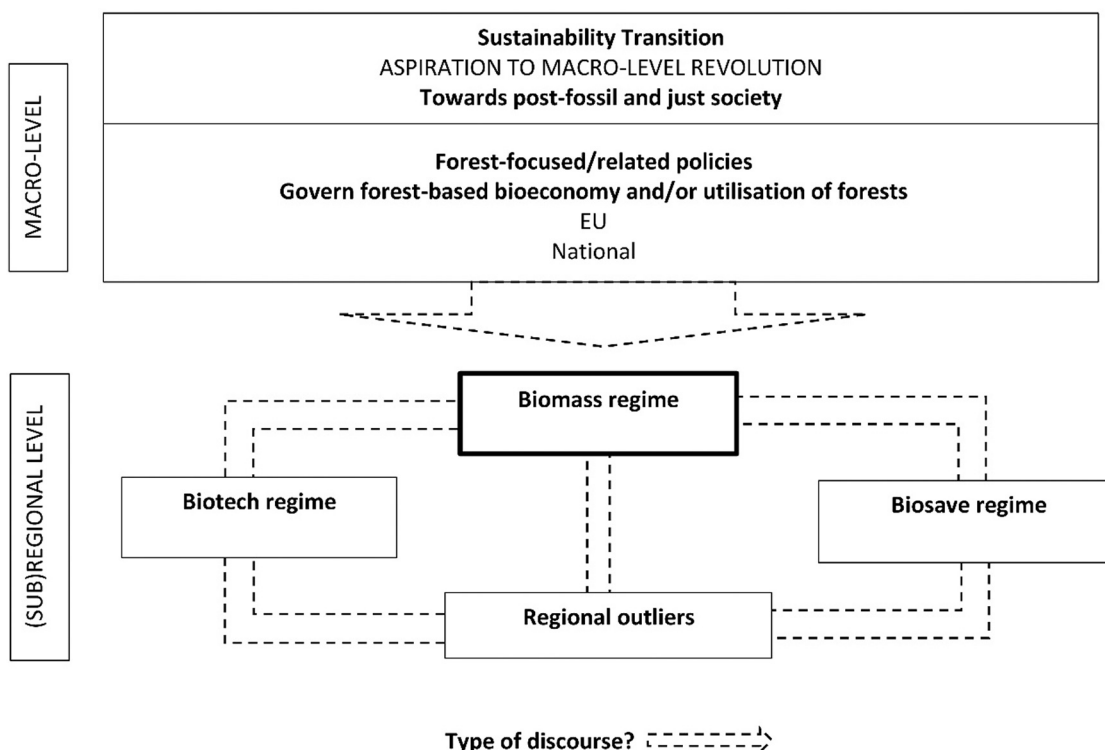 Sustainability Transition
ASPIRATION TO MACRO-LEVEL REVOLUTION
Towards post-fossil and just society
MACRO-LEVEL
Forest-focused/related policies
Govern forest-based bioeconomy and/or utilisation of forests
EU
National
(SUB)REGIONAL LEVEL
Biomass regime
Biotech regime
Biosave regime
Regional outliers
Type of discourse?